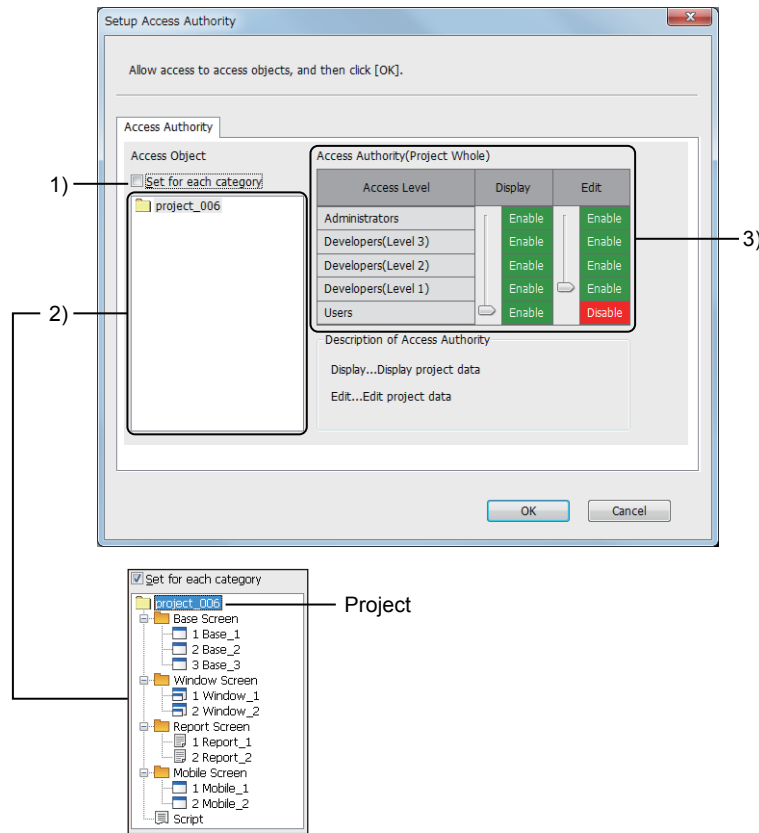 Setup Access Authority
x
Allow access to access objects, and then click [OK].
Access Authority
Access Object
1)
Set for each category
project_006
2)
Access Authority(Project Whole)
Access Level Display Edit
Administrators Enable Enable
Developers(Level 3) Enable Enable
Developers(Level 2) Enable Enable
Developers(Level 1) Enable Enable
Users Enable Disable
3)
Description of Access Authority
Display...Display project data
Edit...Edit project data
OK Cancel
Set for each category
project_006
Project
Base Screen
1 Base_1
2 Base_2
3 Base_3
Window Screen
1 Window_1
2 Window_2
Report Screen
1 Report_1
2 Report_2
Mobile Screen
1 Mobile_1
2 Mobile_2
Script